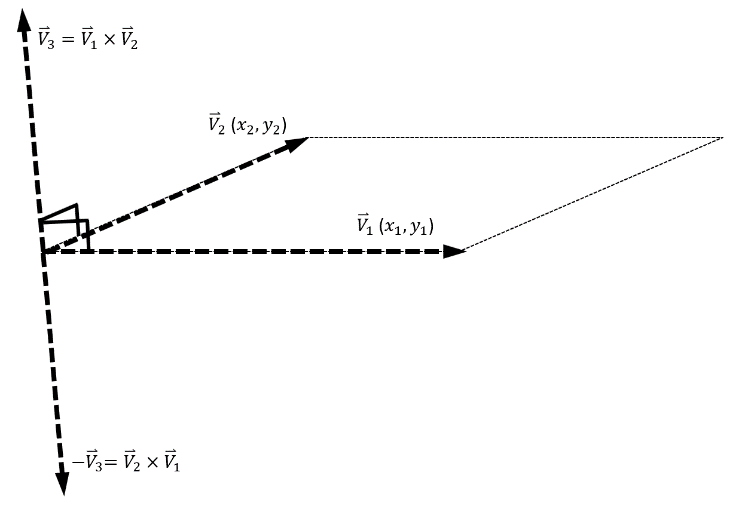 V⃗₃ = V⃗₁ × V⃗₂
V⃗₂ (x₂, y₂)
V⃗₁ (x₁, y₁)
−V⃗₃= V⃗₂ × V⃗₁